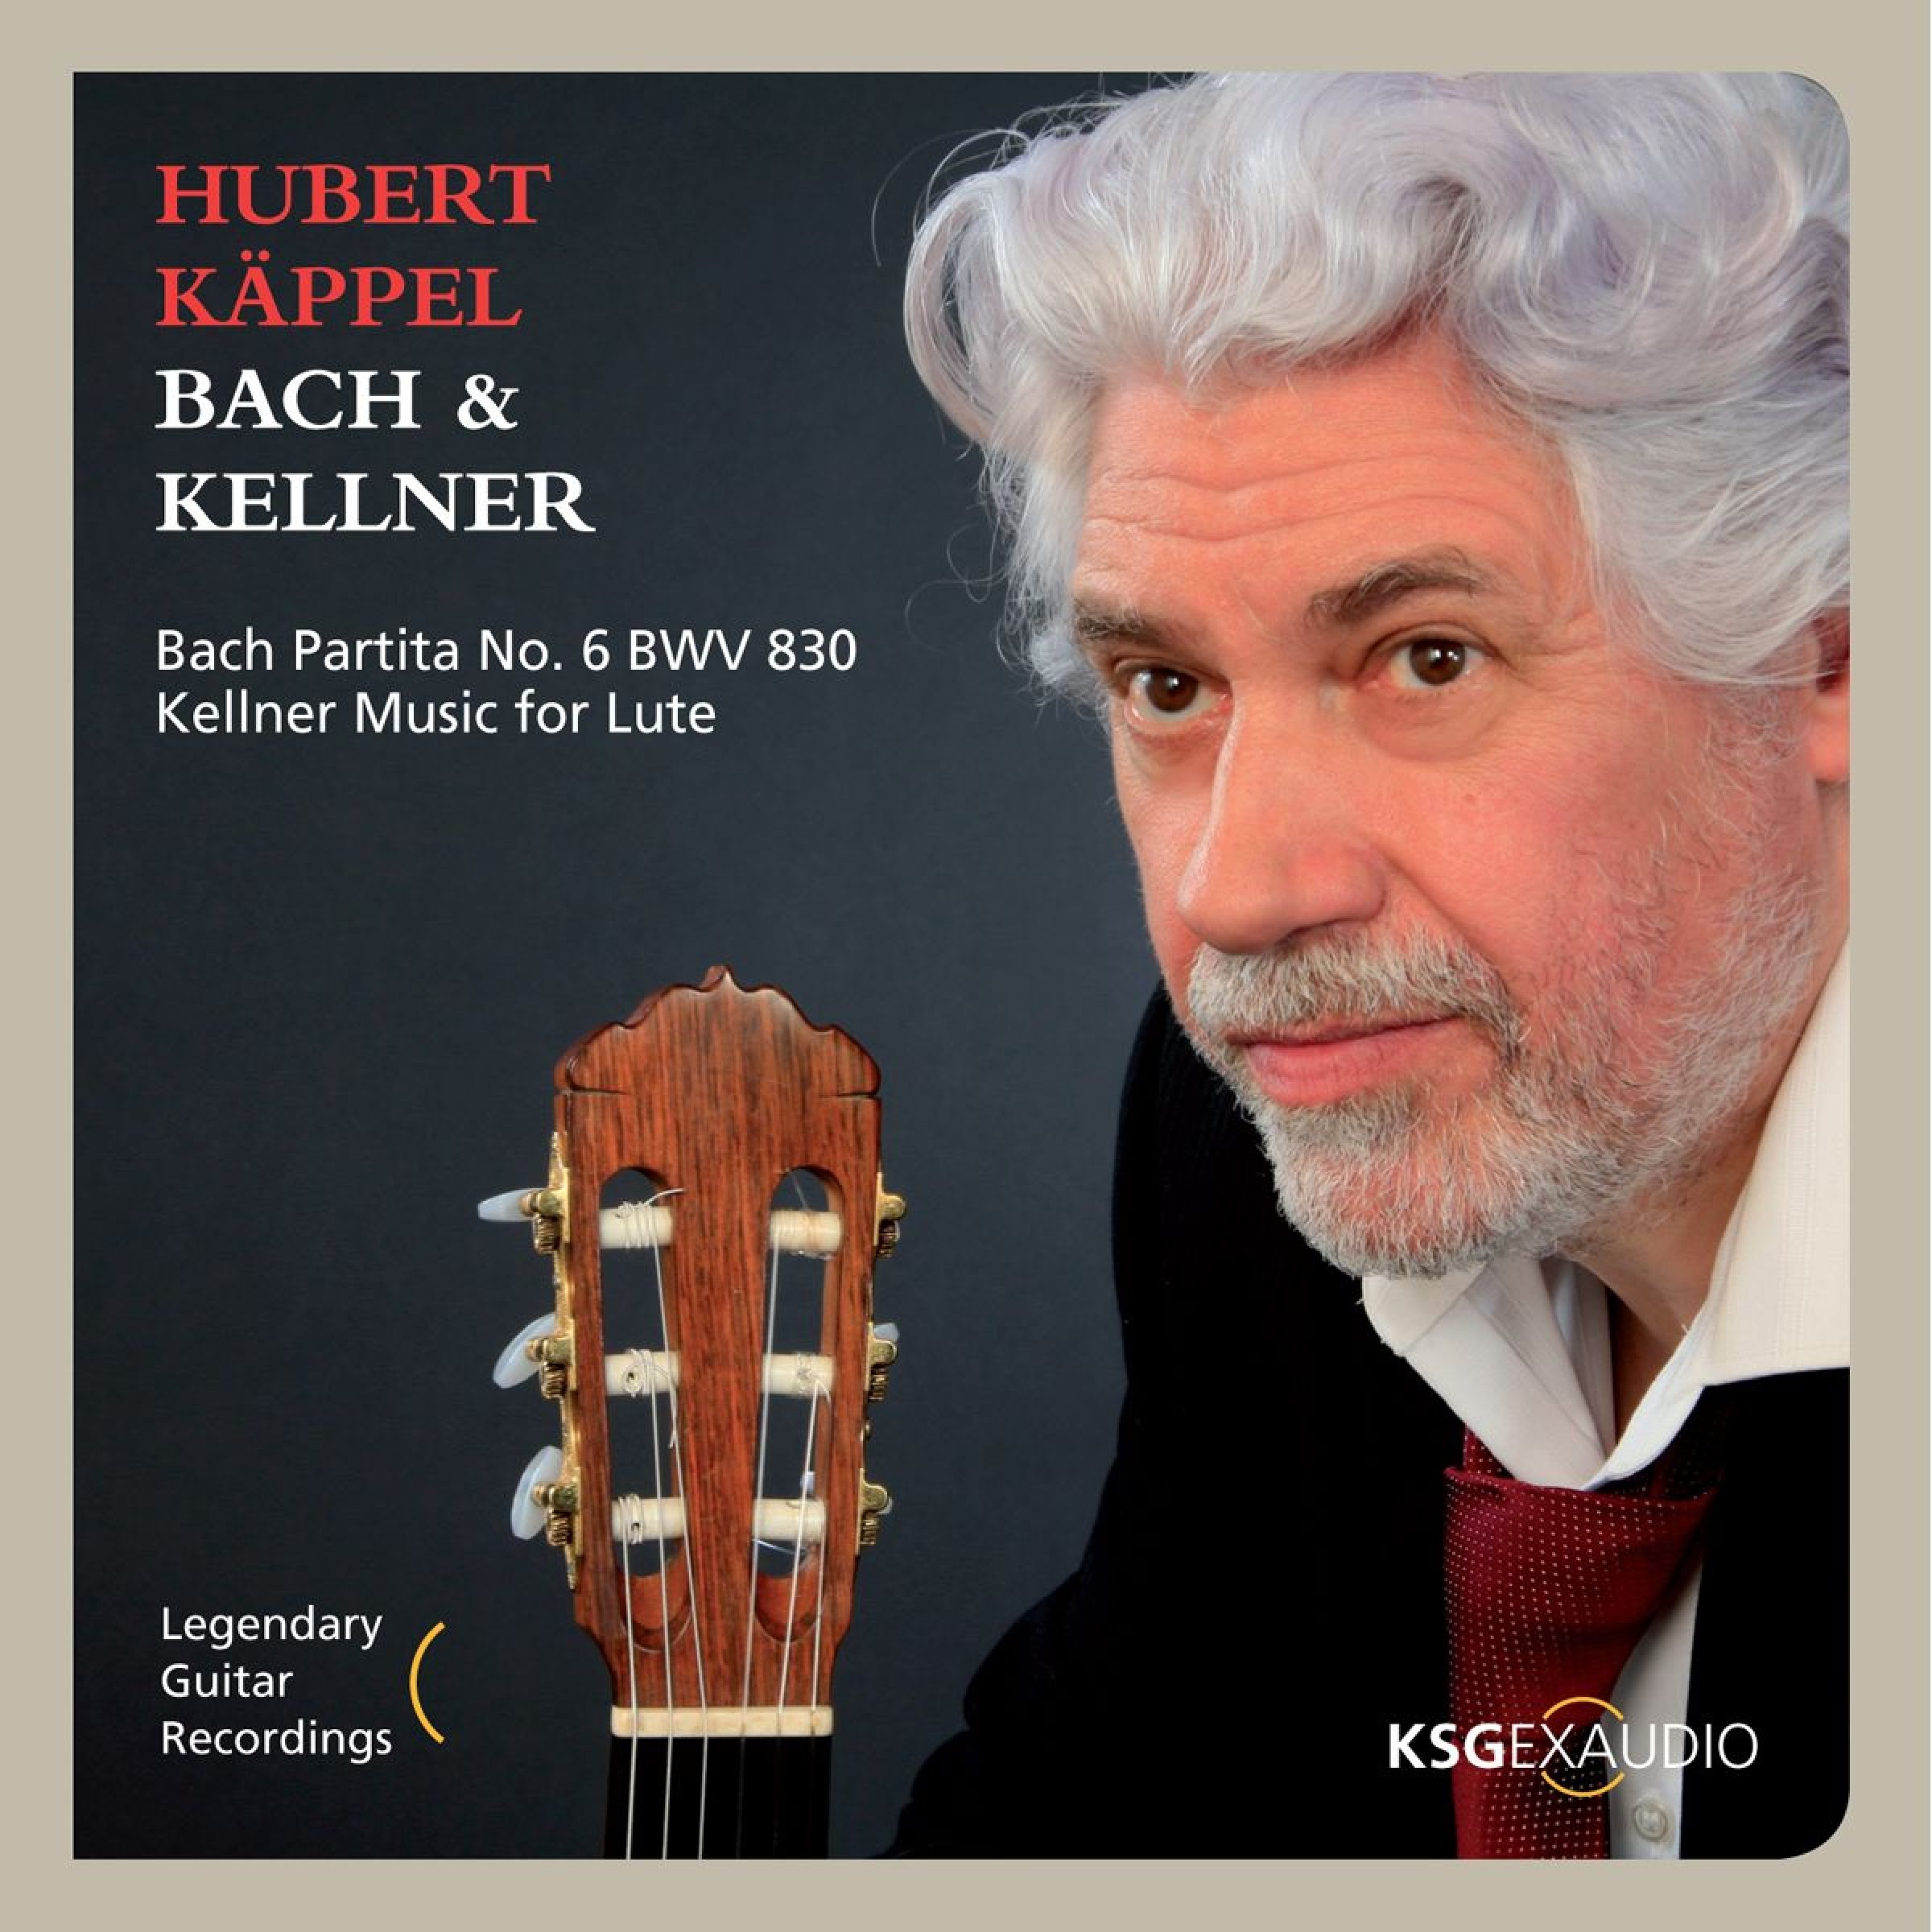 HUBERT
KÄPPEL
BACH &
KELLNER
Bach Partita No. 6 BWV 830
Kellner Music for Lute
Legendary
Guitar
Recordings
KSGEXAUDIO